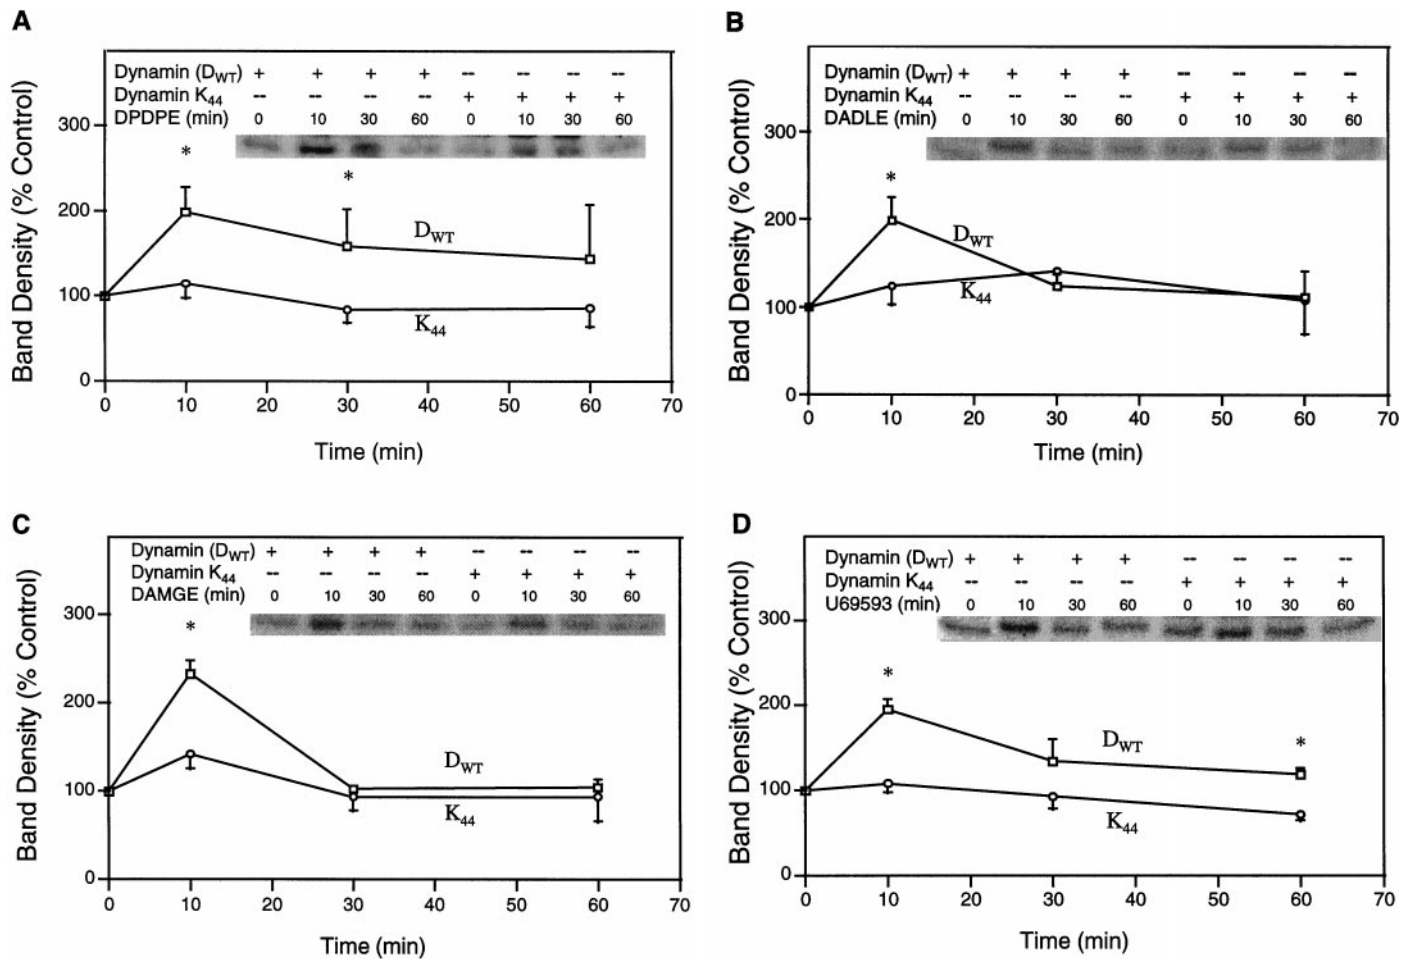 A
Dynamin (DWT) + + + + -- -- -- --
Dynamin K44 -- -- -- -- + + + +
DPDPE (min) 0 10 30 60 0 10 30 60
Band Density (% Control)
300
*
*
200
DWT
100
K44
0
0 10 20 30 40 50 60 70
Time (min)
B
Dynamin (DWT) + + + + -- -- -- --
Dynamin K44 -- -- -- -- + + + +
DADLE (min) 0 10 30 60 0 10 30 60
Band Density (% Control)
300
*
200
DWT
K44
100
0
0 10 20 30 40 50 60 70
Time (min)
C
Dynamin (DWT) + + + + -- -- -- --
Dynamin K44 -- -- -- -- + + + +
DAMGE (min) 0 10 30 60 0 10 30 60
Band Density (% Control)
300
*
200
DWT
100
K44
0
0 10 20 30 40 50 60 70
Time (min)
D
Dynamin (DWT) + + + + -- -- -- --
Dynamin K44 -- -- -- -- + + + +
U69593 (min) 0 10 30 60 0 10 30 60
Band Density (% Control)
300
*
200
DWT
*
100
K44
0
0 10 20 30 40 50 60 70
Time (min)